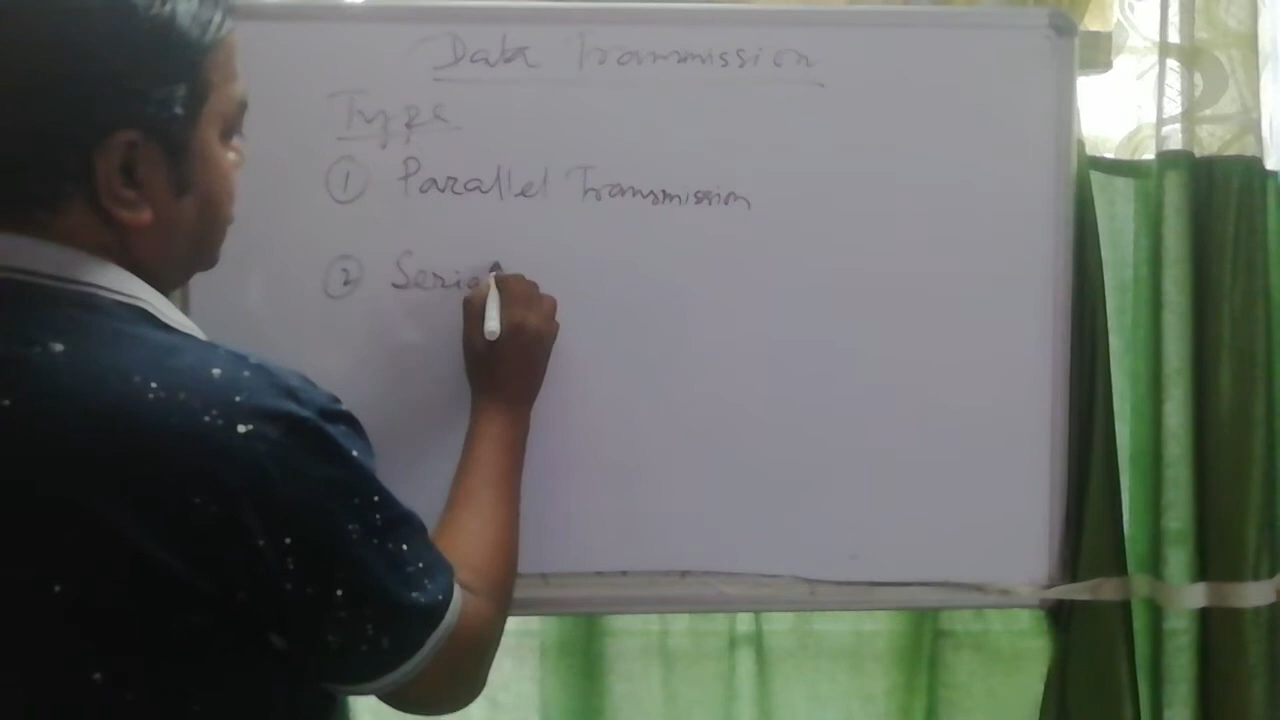 Data Transmission
Type
① Parallel Transmission
② Seria